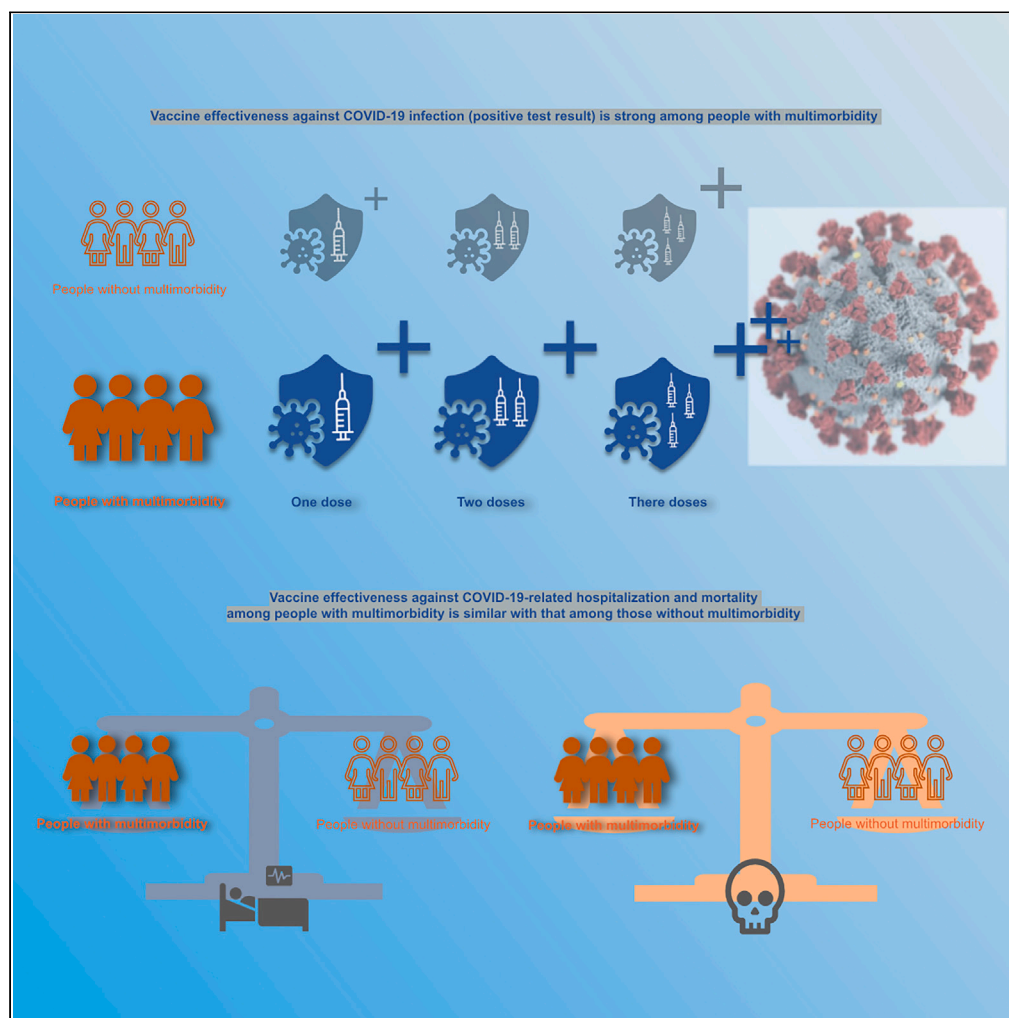 Vaccine effectiveness against COVID-19 infection (positive test result) is strong among people with multimorbidity
People without multimorbidity
People with multimorbidity
One dose
Two doses
There doses
Vaccine effectiveness against COVID-19-related hospitalization and mortality
among people with multimorbidity is similar with that among those without multimorbidity
People with multimorbidity
People without multimorbidity
People with multimorbidity
People without multimorbidity